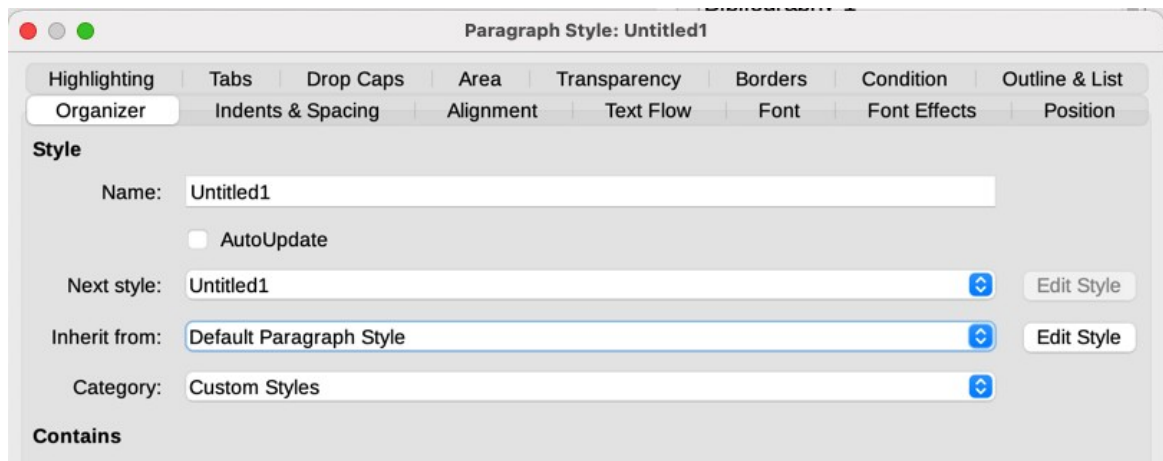 Paragraph Style: Untitled1
Highlighting Tabs Drop Caps Area Transparency Borders Condition Outline & List
Organizer Indents & Spacing Alignment Text Flow Font Font Effects Position
Style
Name: Untitled1
AutoUpdate
Next style: Untitled1 Edit Style
Inherit from: Default Paragraph Style Edit Style
Category: Custom Styles
Contains